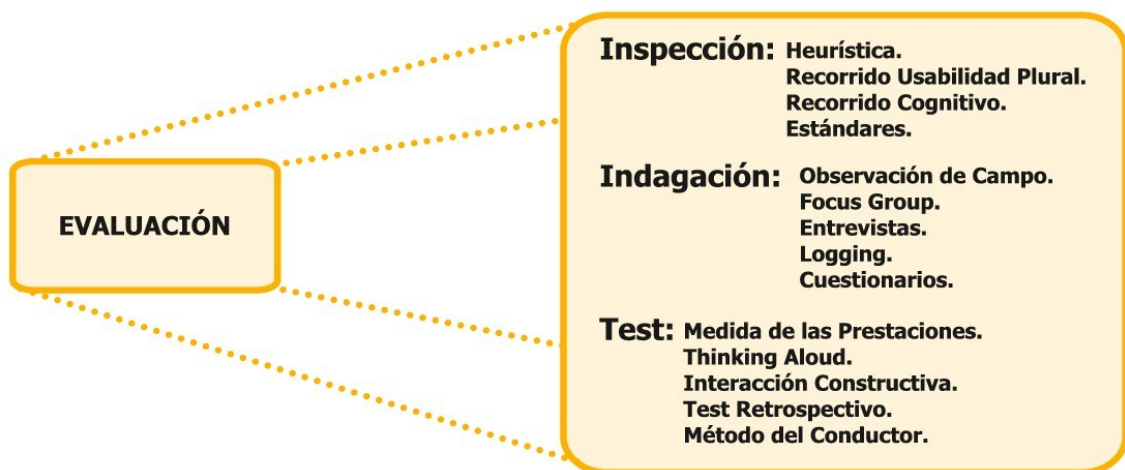 EVALUACIÓN
Inspección: Heurística.
Recorrido Usabilidad Plural.
Recorrido Cognitivo.
Estándares.
Indagación: Observación de Campo.
Focus Group.
Entrevistas.
Logging.
Cuestionarios.
Test: Medida de las Prestaciones.
Thinking Aloud.
Interacción Constructiva.
Test Retrospectivo.
Método del Conductor.